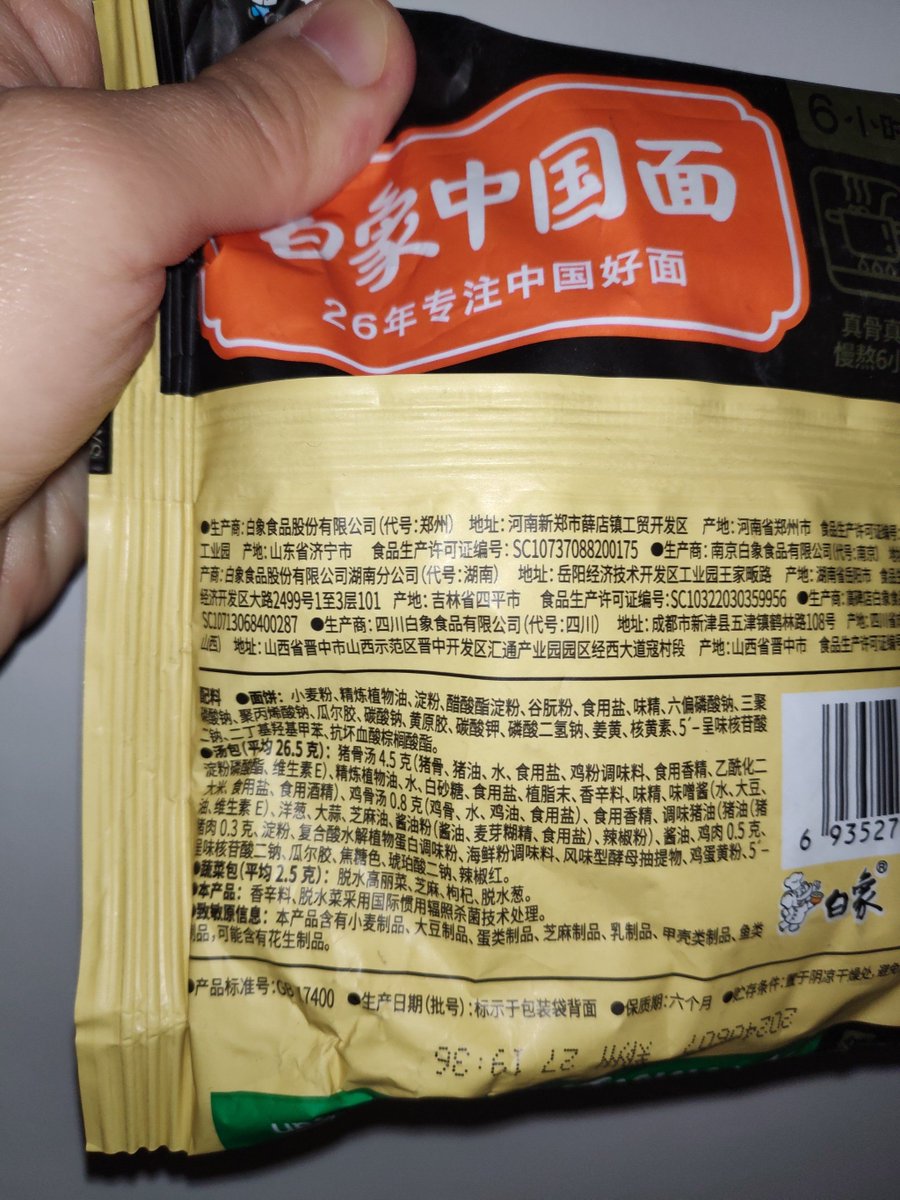 6小时
白象中国面
26年专注中国好面
真骨真
慢熬6小
●生产商:白象食品股份有限公司(代号:郑州) 地址:河南新郑市薛店镇工贸开发区 产地:河南省郑州市 食品生产许可证编号:
工业园 产地:山东省济宁市 食品生产许可证编号:SC10737088200175 ●生产商:南京白象食品有限公司(代号:南京)
产商:白象食品股份有限公司湖南分公司(代号:湖南) 地址:岳阳经济技术开发区工业园王家畈路 产地:湖南省岳阳市 食品生
经济开发区大路2499号1至3层101 产地:吉林省四平市 食品生产许可证编号:SC10322030359956 ●生产商:
SC10713068400287 ●生产商:四川白象食品有限公司(代号:四川) 地址:成都市新津县五津镇鹤林路108号 产地:四川省
山西) 地址:山西省晋中市山西示范区晋中开发区汇通产业园园区经西大道寇村段 产地:山西省晋中市 食品生产许可证编号
配料 ●面饼:小麦粉、精炼植物油、淀粉、醋酸酯淀粉、谷朊粉、食用盐、味精、六偏磷酸钠、三聚
磷酸钠、聚丙烯酸钠、瓜尔胶、碳酸钠、黄原胶、碳酸钾、磷酸二氢钠、姜黄、核黄素、5´-呈味核苷酸
二钠、二丁基羟基甲苯、抗坏血酸棕榈酸酯。
●汤包(平均26.5克):猪骨汤4.5克(猪骨、猪油、水、食用盐、鸡粉调味料、食用香精、乙酰化二
淀粉磷酸酯、维生素E)、精炼植物油、水、白砂糖、食用盐、植脂末、香辛料、味精、味噌酱(水、大豆、
大米、食用盐、食用酒精)、鸡骨汤0.8克(鸡骨、水、鸡油、食用盐)、食用香精、调味猪油(猪油(猪
油、维生素E)、洋葱、大蒜、芝麻油、酱油粉(酱油、麦芽糊精、食用盐)、辣椒粉)、酱油、鸡肉0.5克、
猪肉0.3克、淀粉、复合酸水解植物蛋白调味粉、海鲜粉调味料、风味型酵母抽提物、鸡蛋黄粉、5´-
呈味核苷酸二钠、瓜尔胶、焦糖色、琥珀酸二钠、辣椒红。
●蔬菜包(平均2.5克):脱水高丽菜、芝麻、枸杞、脱水葱。
●本产品:香辛料、脱水菜采用国际惯用辐照杀菌技术处理。
●致敏原信息:本产品含有小麦制品、大豆制品、蛋类制品、芝麻制品、乳制品、甲壳类制品、鱼类
制品,可能含有花生制品。
6 93527
白象®
●产品标准号:GB 17400 ●生产日期(批号):标示于包装袋背面 ●保质期:六个月 ●贮存条件:置于阴凉干燥处,避免
27 19:36